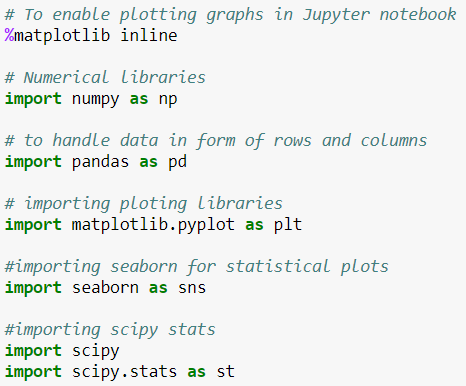 # To enable plotting graphs in Jupyter notebook
%matplotlib inline
# Numerical libraries
import numpy as np
# to handle data in form of rows and columns
import pandas as pd
# importing ploting libraries
import matplotlib.pyplot as plt
#importing seaborn for statistical plots
import seaborn as sns
#importing scipy stats
import scipy
import scipy.stats as st